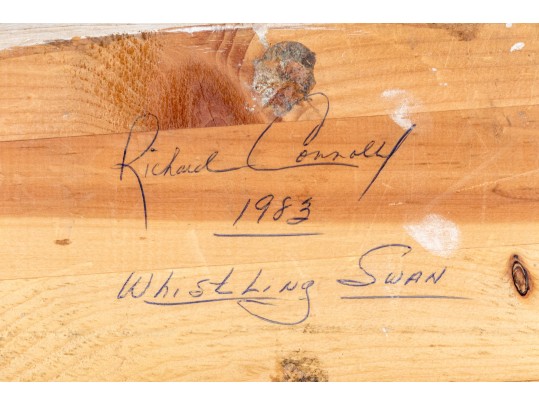 Richard Connolly
1983
Whistling Swan